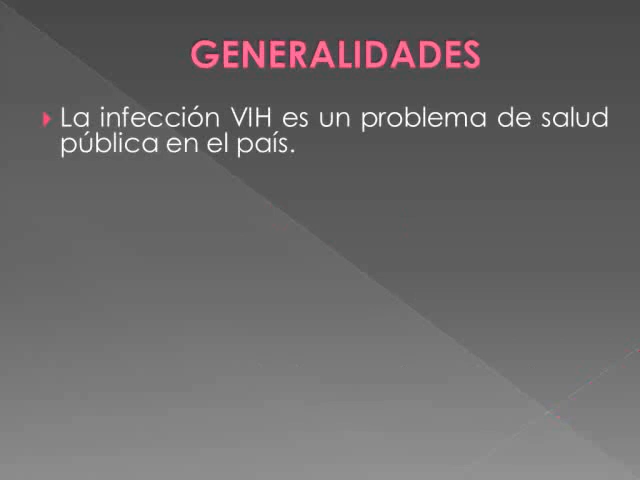 GENERALIDADES
La infección VIH es un problema de salud
pública en el país.